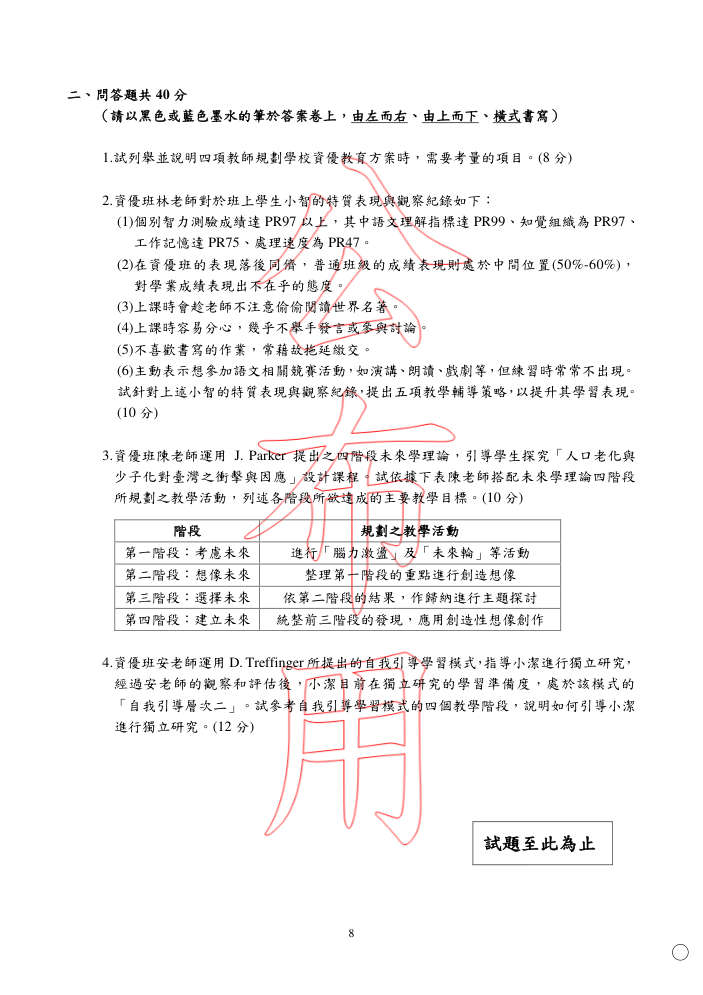 二、問答題共 40 分
（請以黑色或藍色墨水的筆於答案卷上，由左而右、由上而下、橫式書寫）
1.試列舉並說明四項教師規劃學校資優教育方案時，需要考量的項目。(8 分)
2.資優班林老師對於班上學生小智的特質表現與觀察紀錄如下：
(1)個別智力測驗成績達 PR97 以上，其中語文理解指標達 PR99、知覺組織為 PR97、
工作記憶達 PR75、處理速度為 PR47。
(2)在資優班的表現落後同儕，普通班級的成績表現則處於中間位置(50%-60%)，
對學業成績表現出不在乎的態度。
(3)上課時會趁老師不注意偷偷閱讀世界名著。
(4)上課時容易分心，幾乎不舉手發言或參與討論。
(5)不喜歡書寫的作業，常藉故拖延繳交。
(6)主動表示想參加語文相關競賽活動，如演講、朗讀、戲劇等，但練習時常常不出現。
試針對上述小智的特質表現與觀察紀錄，提出五項教學輔導策略，以提升其學習表現。
(10 分)
3.資優班陳老師運用 J. Parker 提出之四階段未來學理論，引導學生探究「人口老化與
少子化對臺灣之衝擊與因應」設計課程。試依據下表陳老師搭配未來學理論四階段
所規劃之教學活動，列述各階段所欲達成的主要教學目標。(10 分)
階段 規劃之教學活動
第一階段：考慮未來 進行「腦力激盪」及「未來輪」等活動
第二階段：想像未來 整理第一階段的重點進行創造想像
第三階段：選擇未來 依第二階段的結果，作歸納進行主題探討
第四階段：建立未來 統整前三階段的發現，應用創造性想像創作
4.資優班安老師運用 D. Treffinger 所提出的自我引導學習模式，指導小潔進行獨立研究，
經過安老師的觀察和評估後，小潔目前在獨立研究的學習準備度，處於該模式的
「自我引導層次二」。試參考自我引導學習模式的四個教學階段，說明如何引導小潔
進行獨立研究。(12 分)
試題至此為止
8
公布用